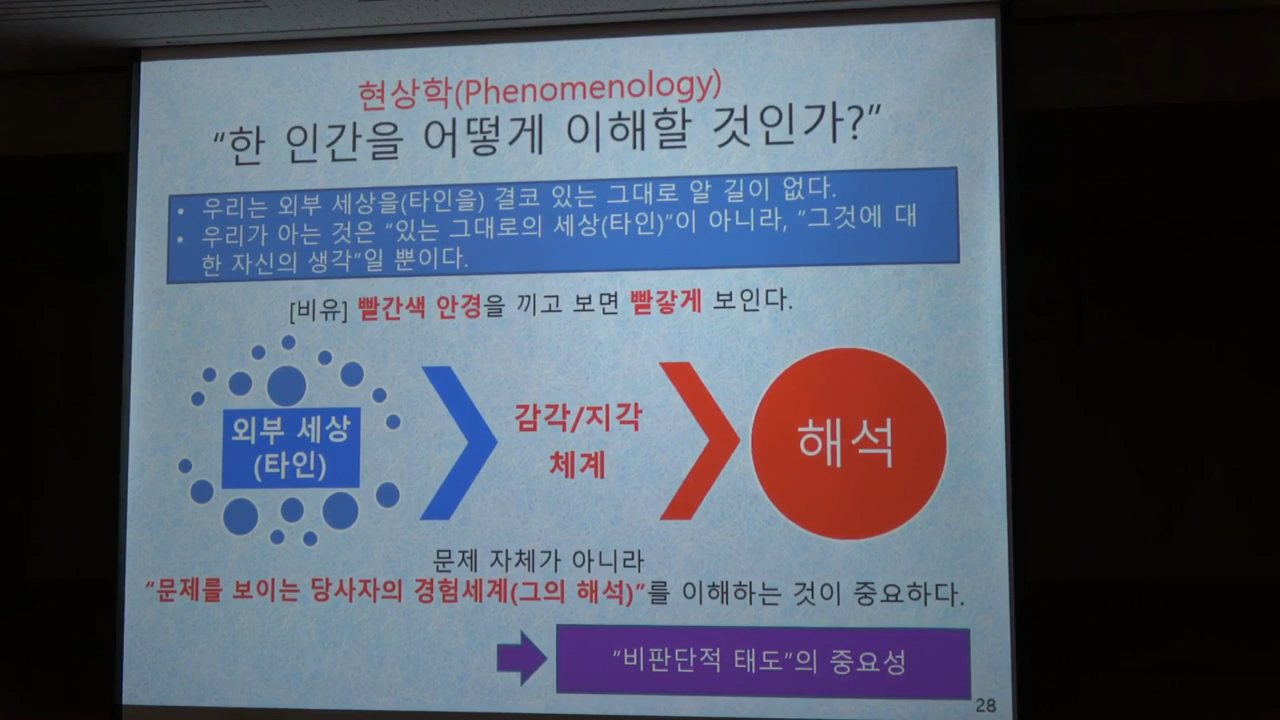 현상학(Phenomenology)
“한 인간을 어떻게 이해할 것인가?”
• 우리는 외부 세상을(타인을) 결코 있는 그대로 알 길이 없다.
• 우리가 아는 것은 “있는 그대로의 세상(타인)”이 아니라, “그것에 대
한 자신의 생각”일 뿐이다.
[비유] 빨간색 안경을 끼고 보면 빨갛게 보인다.
외부 세상
(타인)
감각/지각
체계
해석
문제 자체가 아니라
“문제를 보이는 당사자의 경험세계(그의 해석)”를 이해하는 것이 중요하다.
“비판단적 태도”의 중요성
28